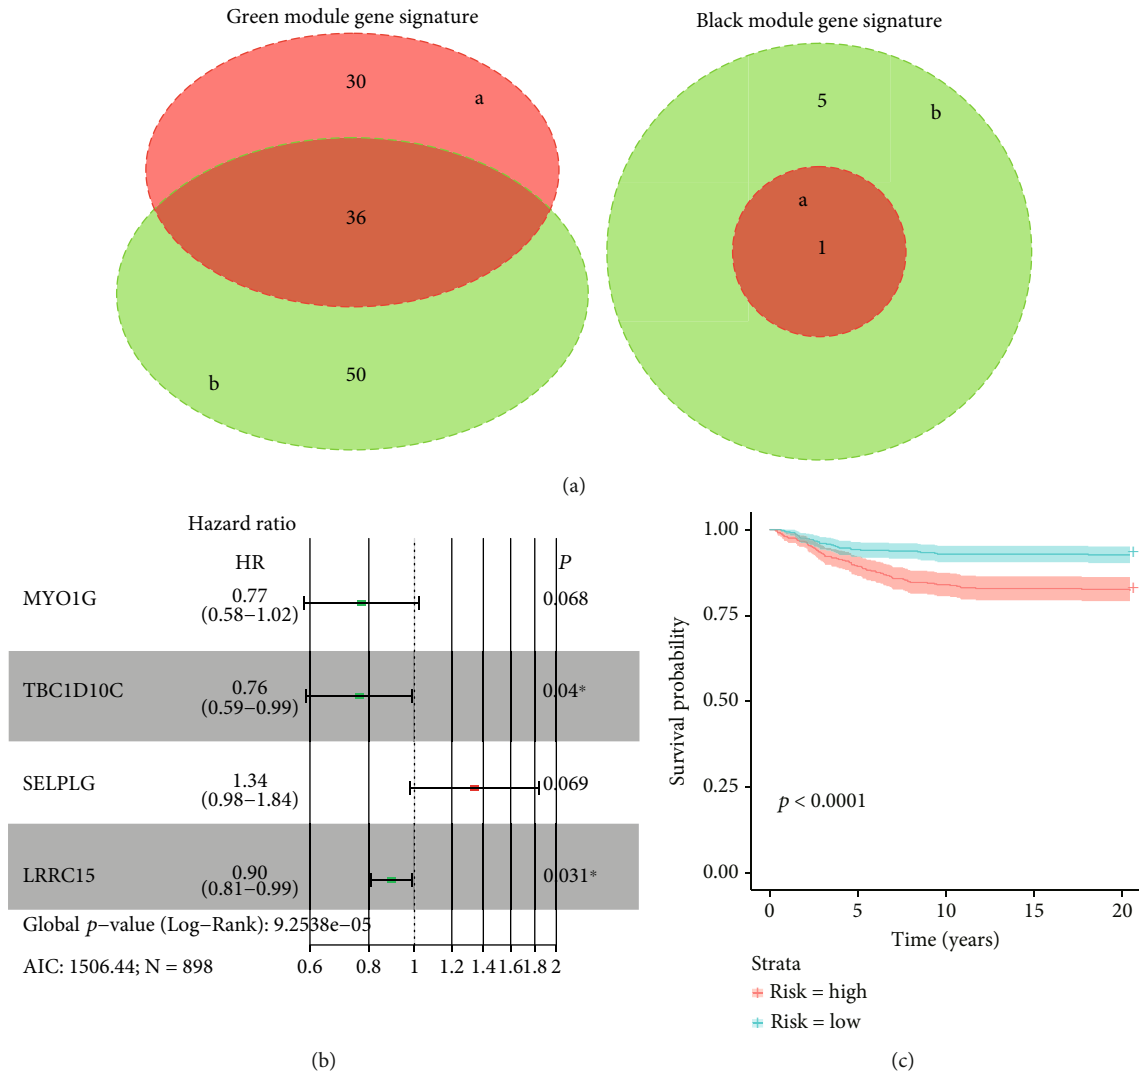 Green module gene signature
Black module gene signature
30
a
36
50
b
5
b
a
1
(a)
Hazard ratio
HR
P
MYO1G
0.77
(0.58−1.02)
0.068
TBC1D10C
0.76
(0.59−0.99)
0.04*
SELPLG
1.34
(0.98−1.84)
0.069
LRRC15
0.90
(0.81−0.99)
0.031*
Global p−value (Log−Rank): 9.2538e−05
AIC: 1506.44; N = 898
0.6 0.8 1 1.2 1.4 1.6 1.8 2
(b)
Survival probability
1.00
0.75
0.50
0.25
0.00
p < 0.0001
0 5 10 15 20
Time (years)
Strata
Risk = high
Risk = low
(c)